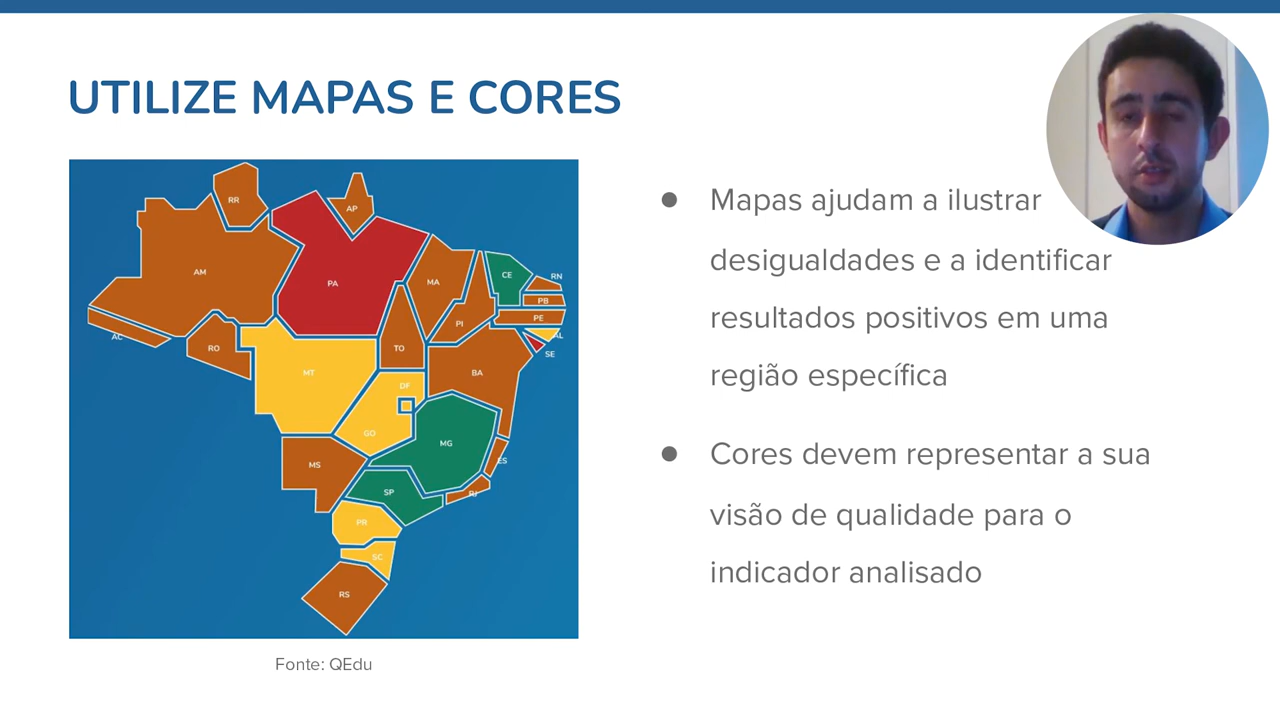 UTILIZE MAPAS E CORES
● Mapas ajudam a ilustrar
desigualdades e a identificar
resultados positivos em uma
região específica
● Cores devem representar a sua
visão de qualidade para o
indicador analisado
RR
AP
AM
PA
MA
CE
RN
PB
PI
PE
AL
AC
RO
TO
SE
MT
BA
DF
GO
MG
MS
ES
SP
RJ
PR
SC
RS
Fonte: QEdu